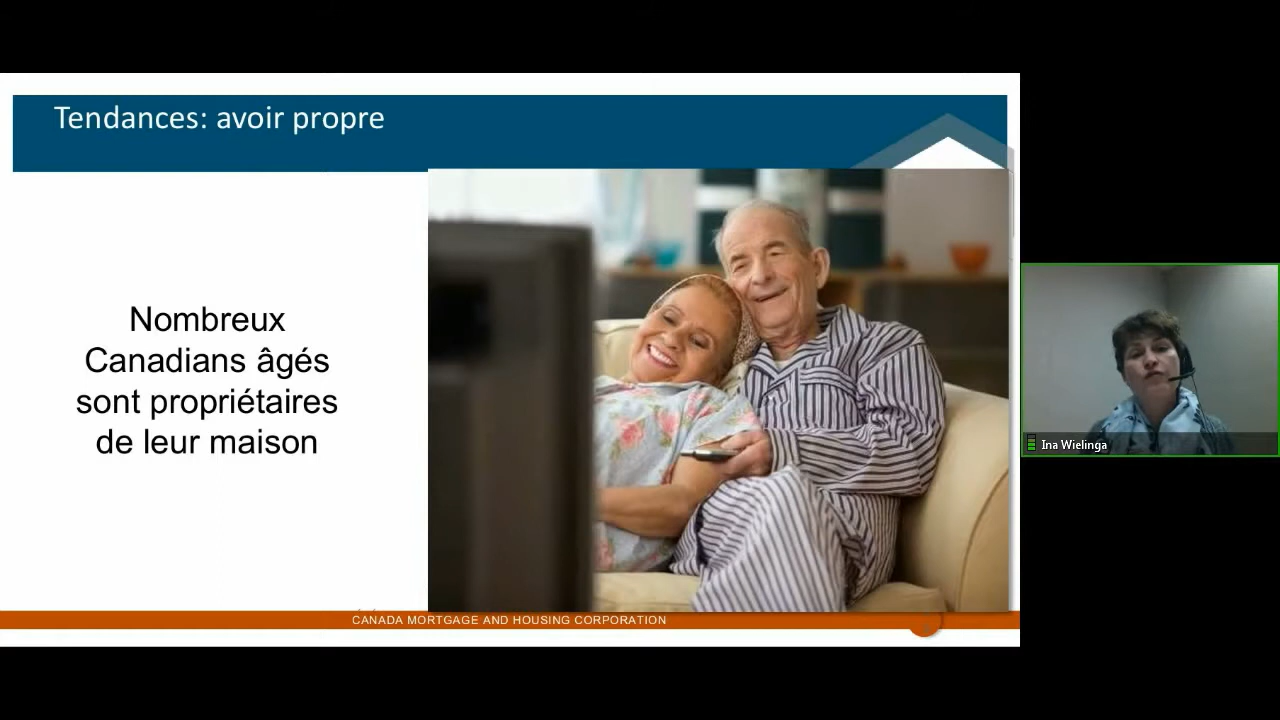 Tendances: avoir propre
Nombreux
Canadians âgés
sont propriétaires
de leur maison
CANADA MORTGAGE AND HOUSING CORPORATION
Ina Wielinga